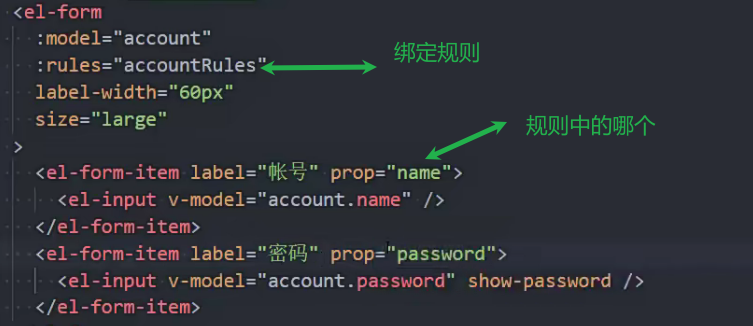 <el-form
:model="account"
:rules="accountRules"
绑定规则
label-width="60px"
size="large"
规则中的哪个
>
<el-form-item label="帐号" prop="name">
<el-input v-model="account.name" />
</el-form-item>
<el-form-item label="密码" prop="password">
<el-input v-model="account.password" show-password />
</el-form-item>